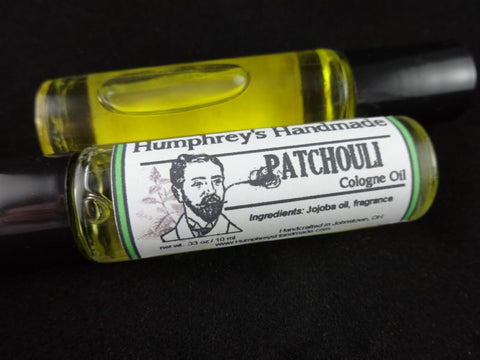 Humphrey's Handmade
PATCHOULI
Cologne Oil
Ingredients: Jojoba oil, fragrance
Handcrafted in Johnstown, OH
net wt. .33 oz / 10 ml
www.HumphreysHandmade.com